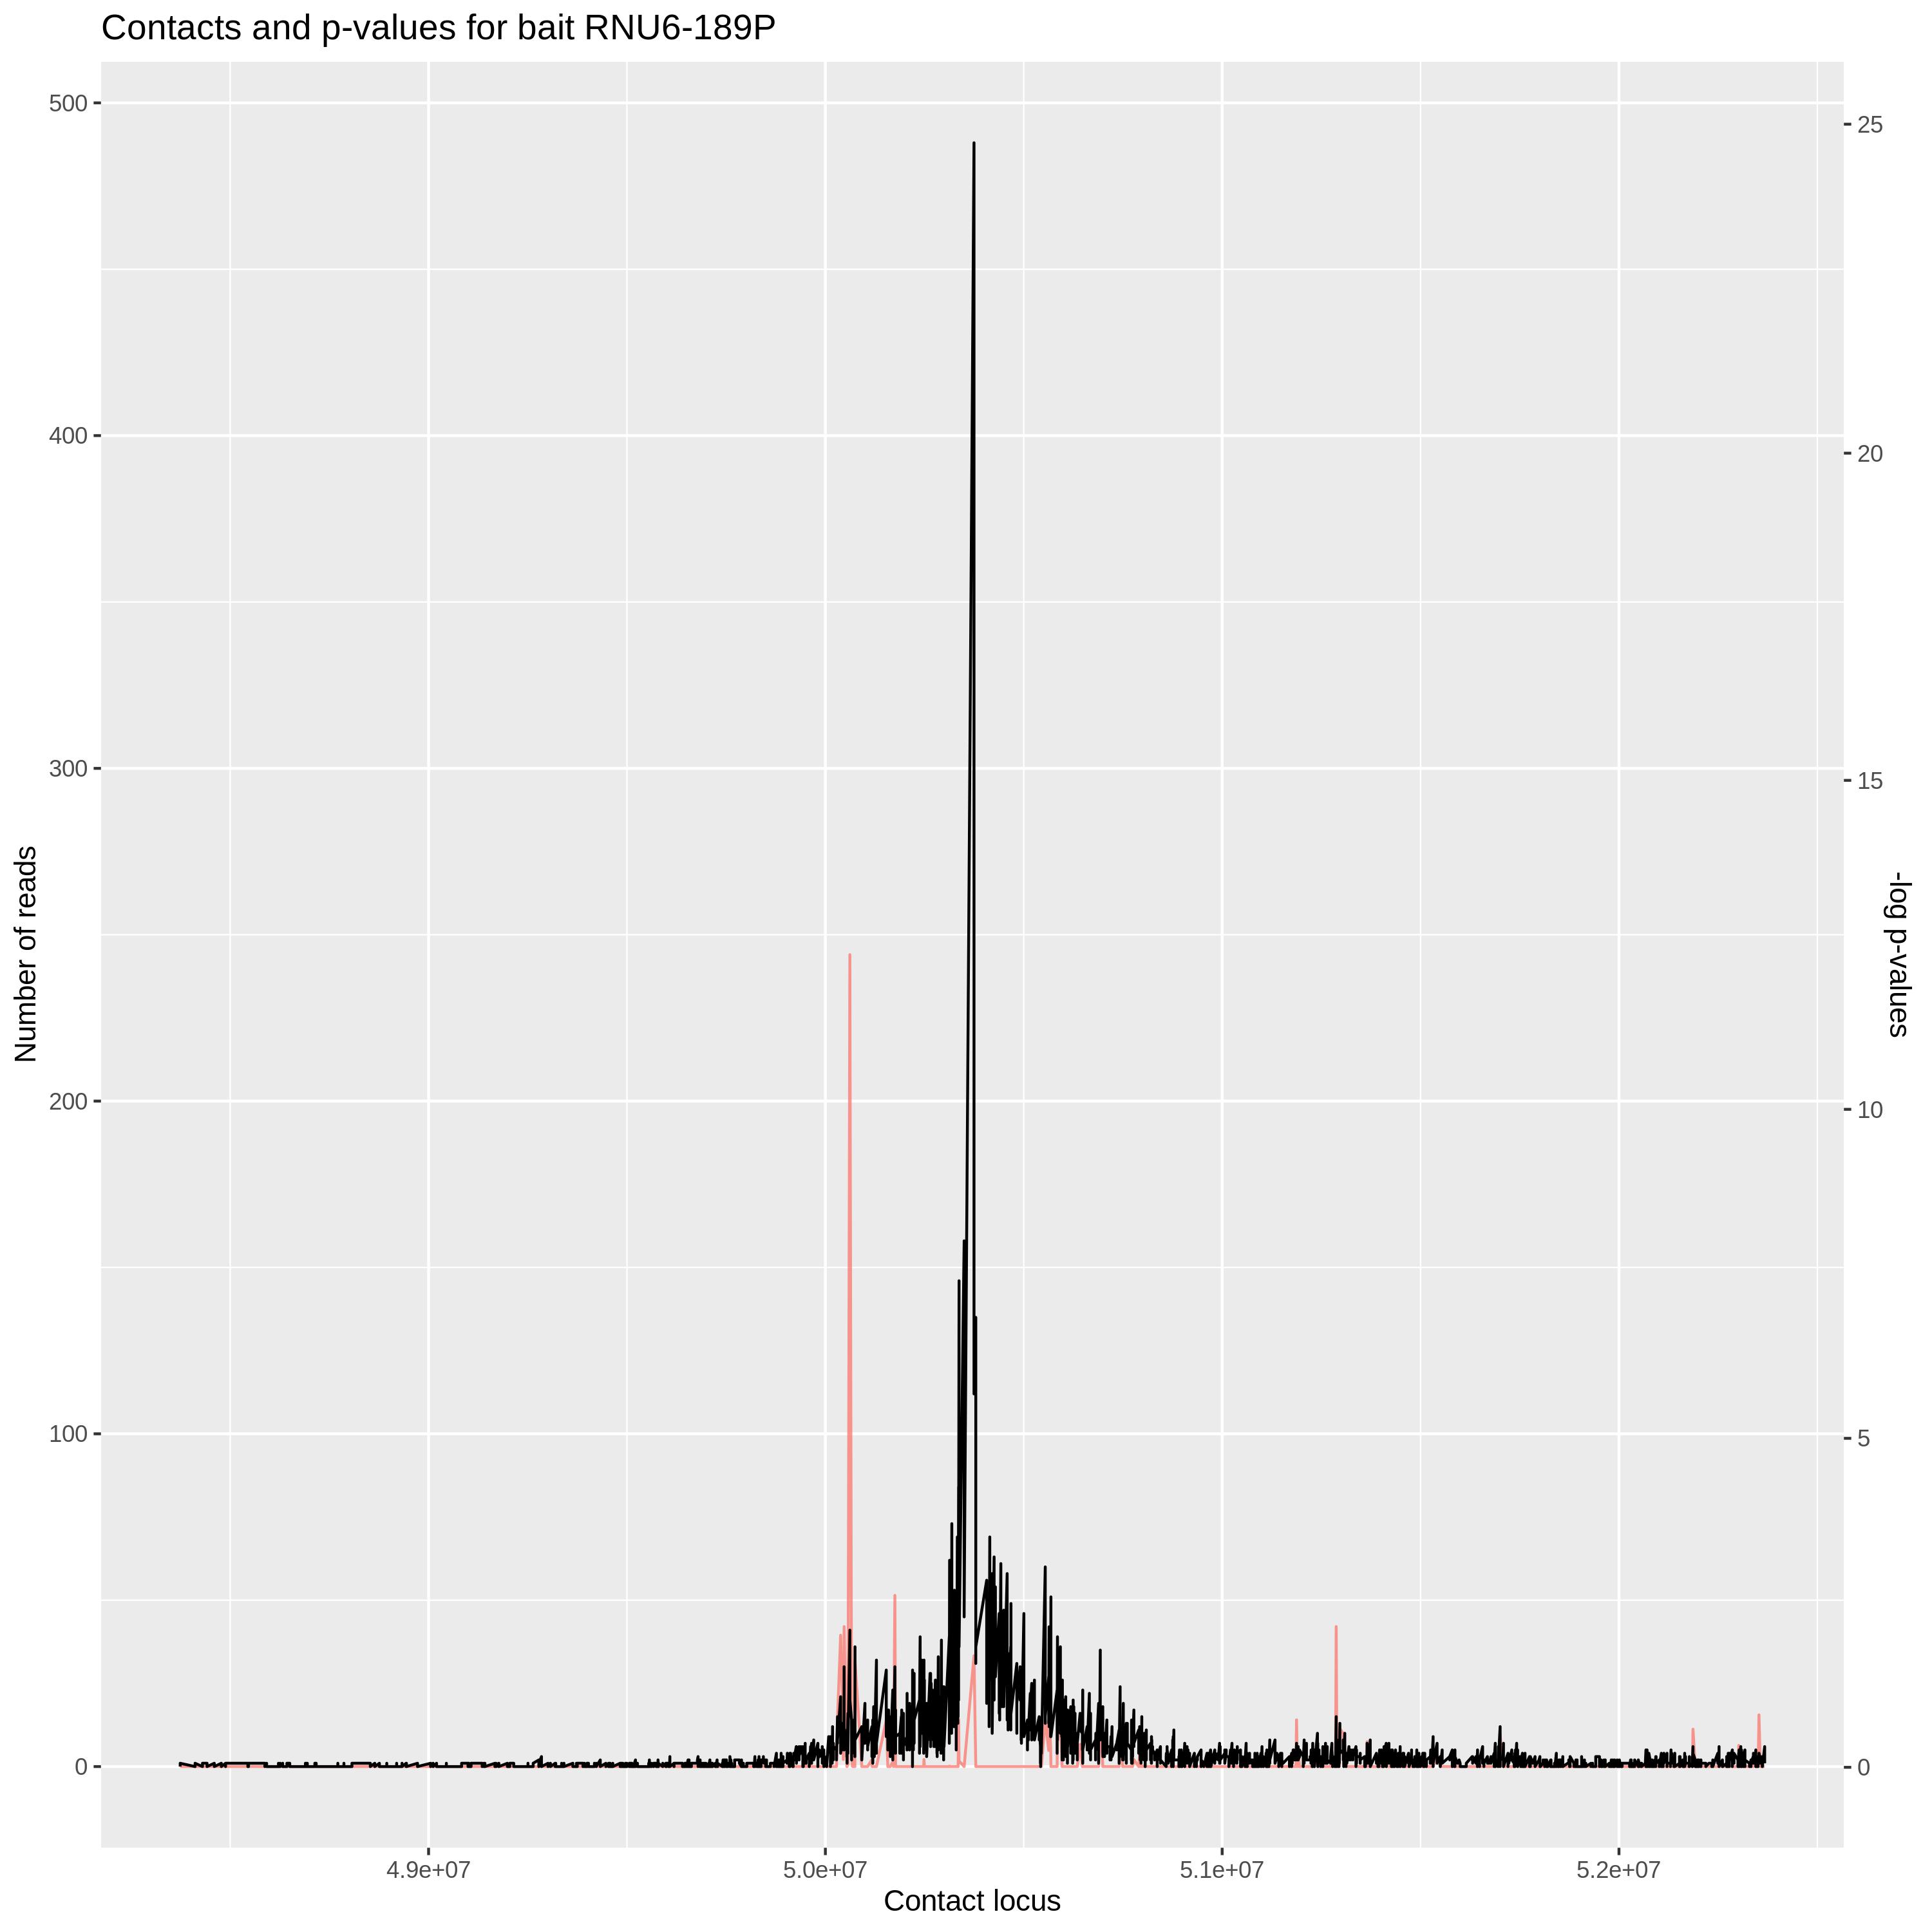 Contacts and p-values for bait RNU6-189P
500
400
300
200
100
0
Number of reads
25
20
15
10
5
0
-log p-values
4.9e+07
5.0e+07
5.1e+07
5.2e+07
Contact locus